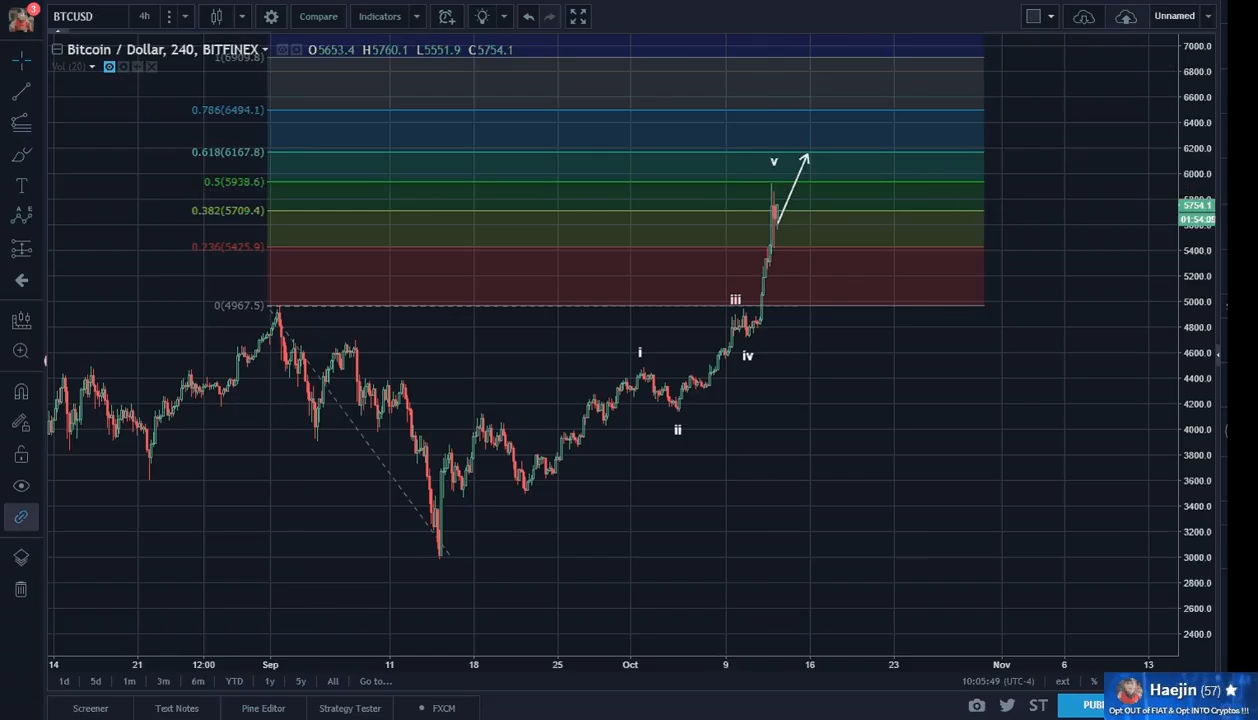 3
BTCUSD 4h Compare Indicators Unnamed
Bitcoin / Dollar, 240, BITFINEX O5653.4 H5760.1 L5551.9 C5754.1
Vol (20)
1(6909.8)
0.786(6494.1)
0.618(6167.8)
0.5(5938.6)
0.382(5709.4)
0.236(5425.9)
0(4967.5)
v
iii
i
iv
ii
7000.0
6800.0
6600.0
6400.0
6200.0
6000.0
5754.1
01:54:05
5400.0
5200.0
5000.0
4800.0
4600.0
4400.0
4200.0
4000.0
3800.0
3600.0
3400.0
3200.0
3000.0
2800.0
2600.0
2400.0
14 21 12:00 Sep 11 18 25 Oct 9 16 23 Nov 6 13
1d 5d 1m 3m 6m YTD 1y 5y All Go to... 10:05:49 (UTC-4) ext %
Screener Text Notes Pine Editor Strategy Tester FXCM ST
Haejin (57)
Opt OUT of FIAT & Opt INTO Cryptos !!!